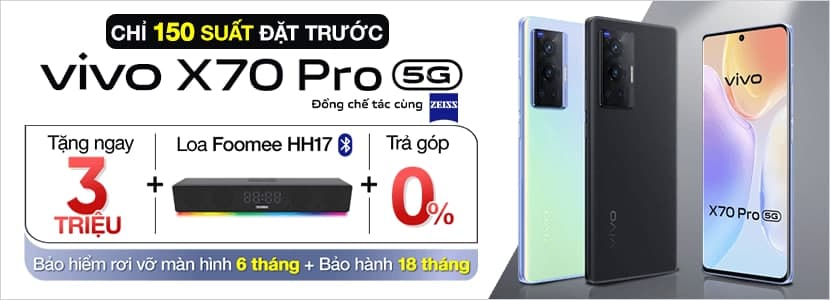 CHỈ 150 SUẤT ĐẶT TRƯỚC
vivo X70 Pro 5G
Đồng chế tác cùng ZEISS
Tặng ngay
3
TRIỆU
+
Loa Foomee HH17
+
Trả góp
0%
Bảo hiểm rơi vỡ màn hình 6 tháng + Bảo hành 18 tháng
vivo
vivo
vivo
X70 Pro 5G